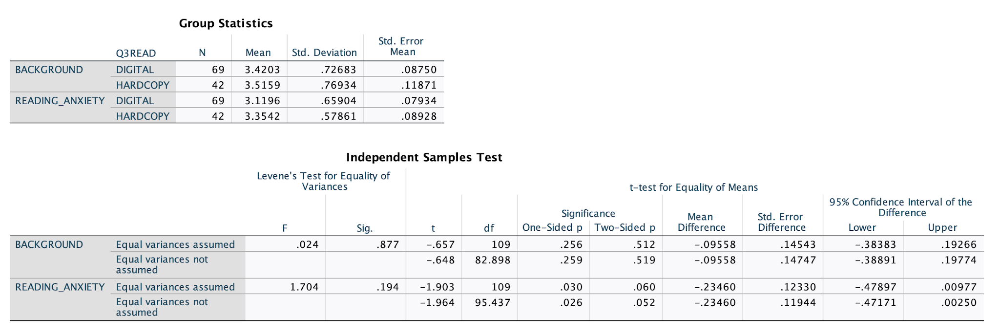 Group Statistics
Q3READ N Mean Std. Deviation Std. Error Mean
BACKGROUND DIGITAL 69 3.4203 .72683 .08750
HARDCOPY 42 3.5159 .76934 .11871
READING_ANXIETY DIGITAL 69 3.1196 .65904 .07934
HARDCOPY 42 3.3542 .57861 .08928
Independent Samples Test
Levene's Test for Equality of Variances
t-test for Equality of Means
F Sig. t df
Significance
One-Sided p Two-Sided p
Mean Difference
Std. Error Difference
95% Confidence Interval of the Difference
Lower Upper
BACKGROUND Equal variances assumed .024 .877 -.657 109 .256 .512 -.09558 .14543 -.38383 .19266
Equal variances not assumed -.648 82.898 .259 .519 -.09558 .14747 -.38891 .19774
READING_ANXIETY Equal variances assumed 1.704 .194 -1.903 109 .030 .060 -.23460 .12330 -.47897 .00977
Equal variances not assumed -1.964 95.437 .026 .052 -.23460 .11944 -.47171 .00250